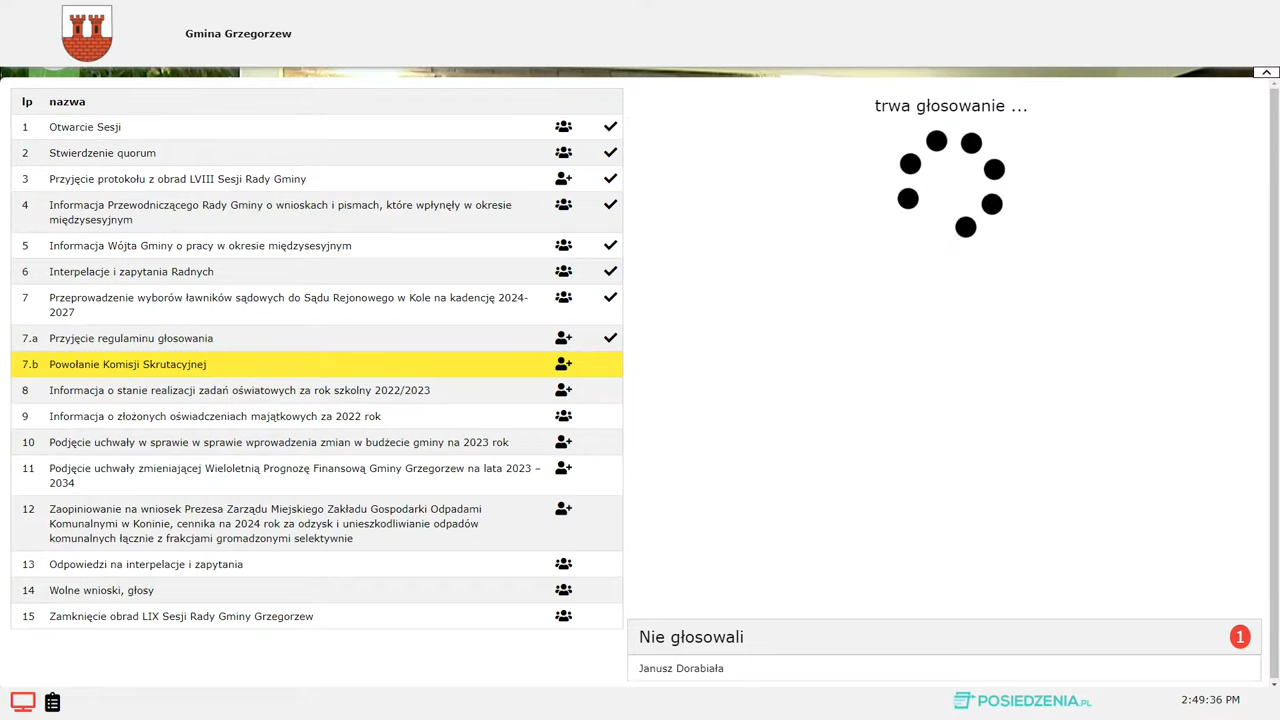 Gmina Grzegorzew
lp nazwa
1 Otwarcie Sesji
2 Stwierdzenie quorum
3 Przyjęcie protokołu z obrad LVIII Sesji Rady Gminy
4 Informacja Przewodniczącego Rady Gminy o wnioskach i pismach, które wpłynęły w okresie
międzysesyjnym
5 Informacja Wójta Gminy o pracy w okresie międzysesyjnym
6 Interpelacje i zapytania Radnych
7 Przeprowadzenie wyborów ławników sądowych do Sądu Rejonowego w Kole na kadencję 2024-
2027
7.a Przyjęcie regulaminu głosowania
7.b Powołanie Komisji Skrutacyjnej
8 Informacja o stanie realizacji zadań oświatowych za rok szkolny 2022/2023
9 Informacja o złożonych oświadczeniach majątkowych za 2022 rok
10 Podjęcie uchwały w sprawie w sprawie wprowadzenia zmian w budżecie gminy na 2023 rok
11 Podjęcie uchwały zmieniającej Wieloletnią Prognozę Finansową Gminy Grzegorzew na lata 2023 –
2034
12 Zaopiniowanie na wniosek Prezesa Zarządu Miejskiego Zakładu Gospodarki Odpadami
Komunalnymi w Koninie, cennika na 2024 rok za odzysk i unieszkodliwianie odpadów
komunalnych łącznie z frakcjami gromadzonymi selektywnie
13 Odpowiedzi na interpelacje i zapytania
14 Wolne wnioski, głosy
15 Zamknięcie obrad LIX Sesji Rady Gminy Grzegorzew
trwa głosowanie ...
Nie głosowali 1
Janusz Dorabiała
POSIEDZENIA.PL
2:49:36 PM